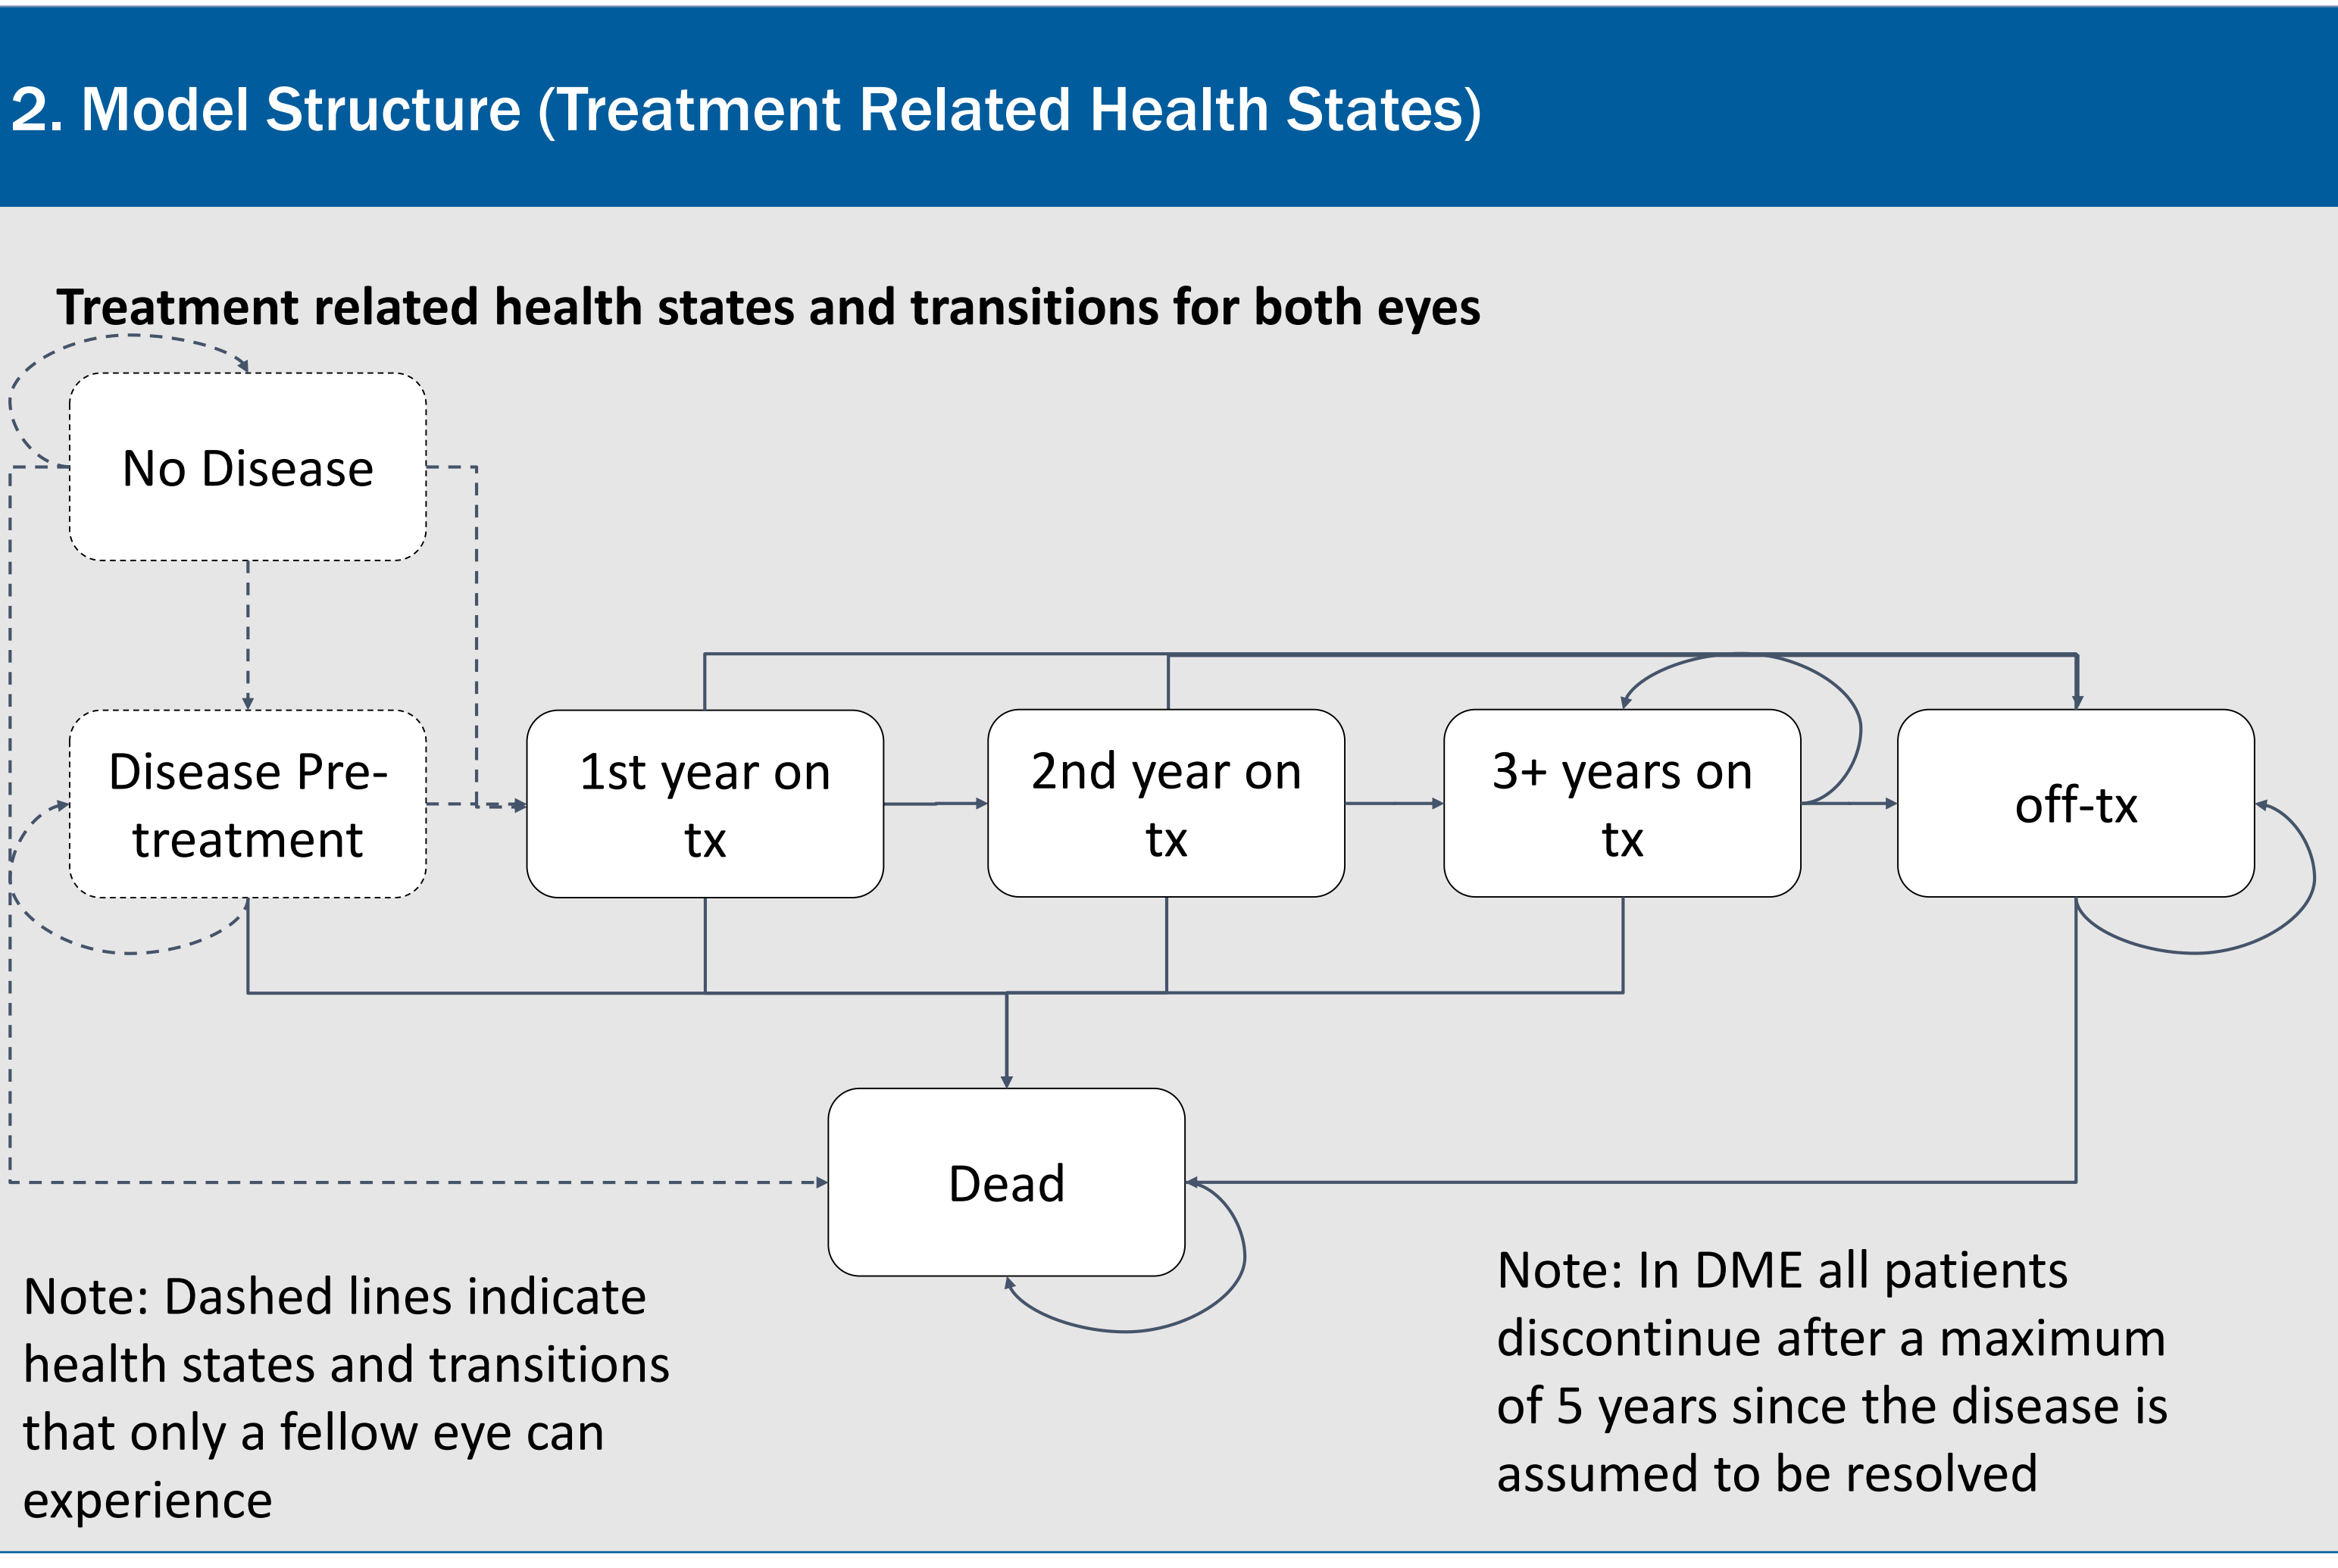 2. Model Structure (Treatment Related Health States)
Treatment related health states and transitions for both eyes
No Disease
Disease Pre-
treatment
1st year on
tx
2nd year on
tx
3+ years on
tx
off-tx
Dead
Note: Dashed lines indicate
health states and transitions
that only a fellow eye can
experience
Note: In DME all patients
discontinue after a maximum
of 5 years since the disease is
assumed to be resolved